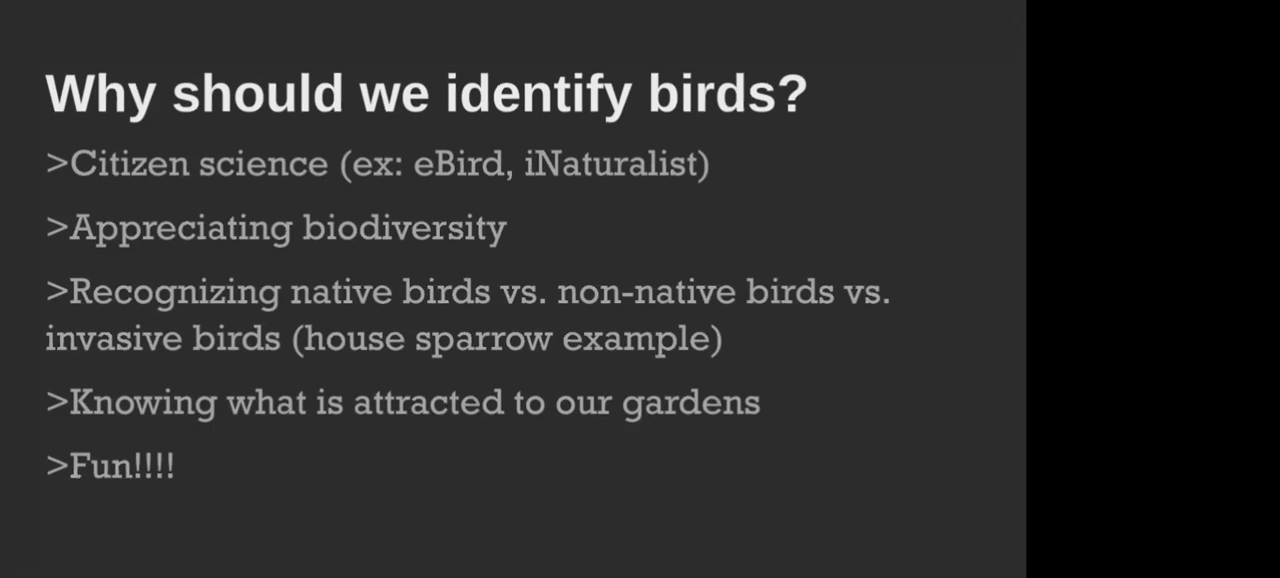 Why should we identify birds?
>Citizen science (ex: eBird, iNaturalist)
>Appreciating biodiversity
>Recognizing native birds vs. non-native birds vs.
invasive birds (house sparrow example)
>Knowing what is attracted to our gardens
>Fun!!!!